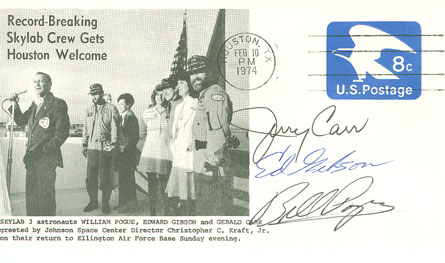 Record-Breaking
Skylab Crew Gets
Houston Welcome
HOUSTON, TX
FEB 10
PM
1974
8c
U.S. Postage
Jerry Carr
Ed Gibson
Bill Pogue
SKYLAB 3 astronauts WILLIAM POGUE, EDWARD GIBSON and GERALD CARR
greeted by Johnson Space Center Director Christopher C. Kraft, Jr.
on their return to Ellington Air Force Base Sunday evening.